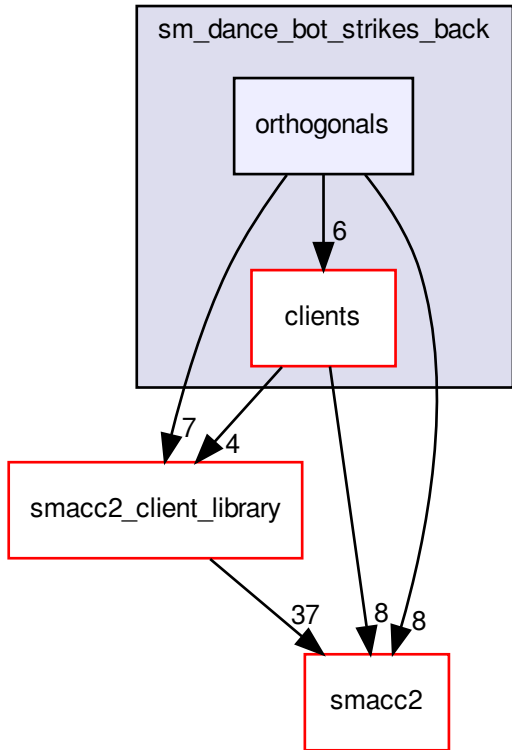 sm_dance_bot_strikes_back
orthogonals
6
clients
7
4
smacc2_client_library
37
8
8
smacc2